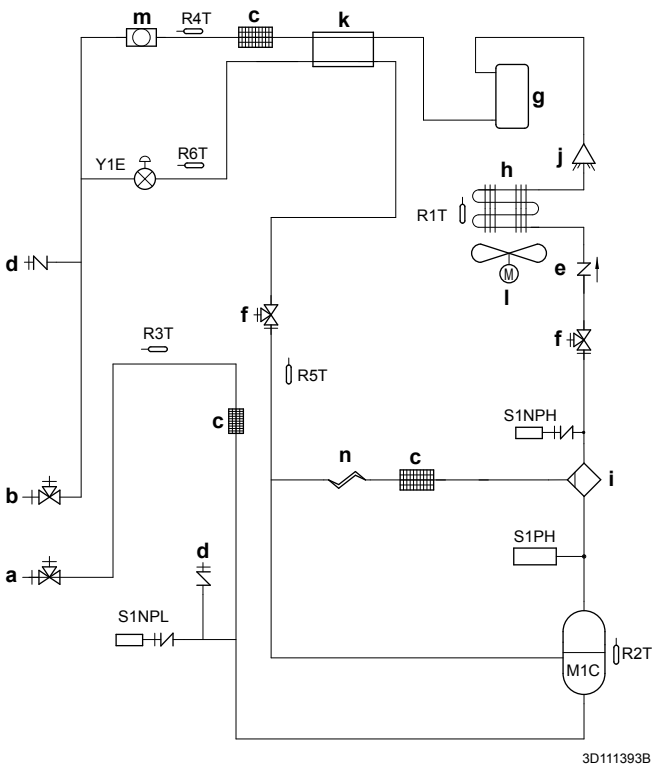 m
R4T
c
k
g
j
h
Y1E
R6T
R1T
d
e
M
l
f
f
R3T
R5T
c
S1NPH
n
c
i
b
S1PH
a
d
S1NPL
M1C
R2T
3D111393B